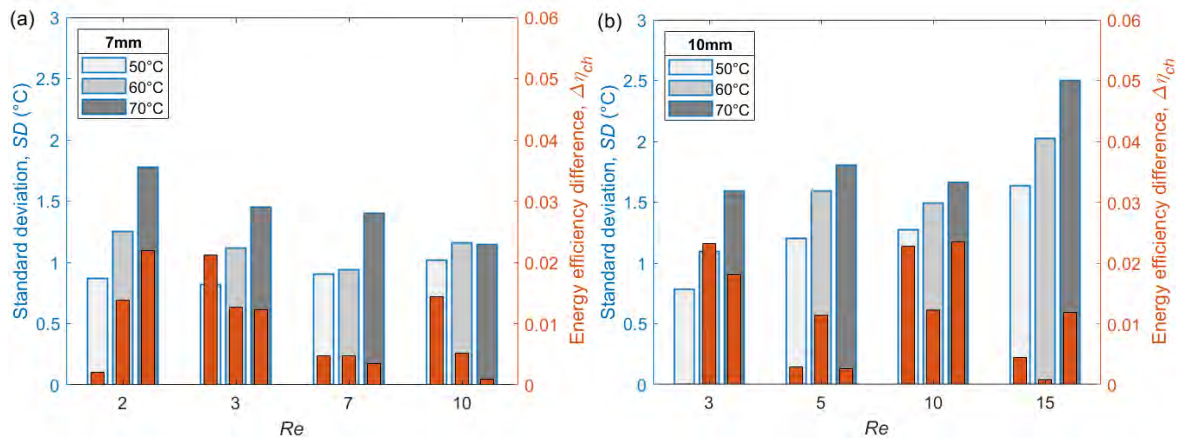 (a)
3
2.5
2
1.5
1
0.5
0
Standard deviation, SD (°C)
7mm
50°C
60°C
70°C
2
3
7
10
Re
0.06
0.05
0.04
0.03
0.02
0.01
0
Energy efficiency difference, Δηch
(b)
3
2.5
2
1.5
1
0.5
0
Standard deviation, SD (°C)
10mm
50°C
60°C
70°C
3
5
10
15
Re
0.06
0.05
0.04
0.03
0.02
0.01
0
Energy efficiency difference, Δηch